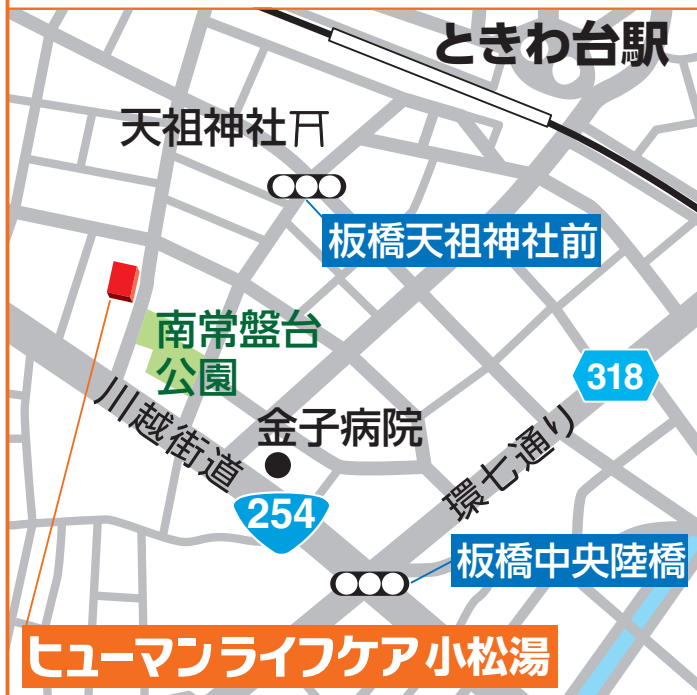 ときわ台駅
天祖神社
板橋天祖神社前
南常盤台
公園
318
川越街道
金子病院
環七通り
254
板橋中央陸橋
ヒューマンライフケア小松湯